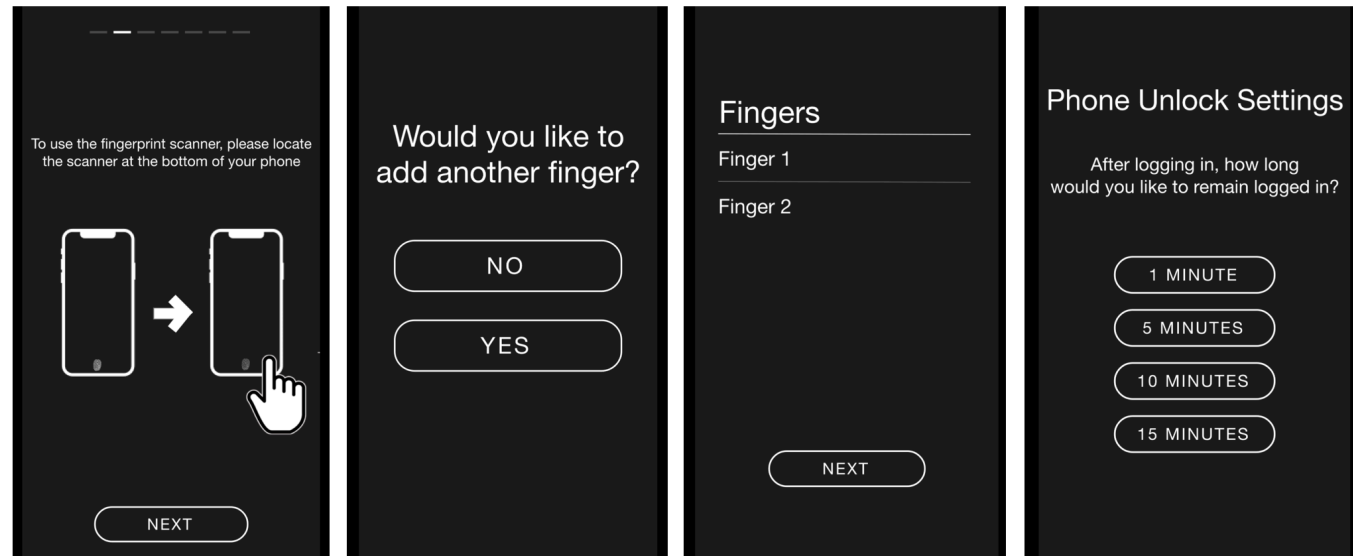 To use the fingerprint scanner, please locate
the scanner at the bottom of your phone
NEXT
Would you like to
add another finger?
NO
YES
Fingers
Finger 1
Finger 2
NEXT
Phone Unlock Settings
After logging in, how long
would you like to remain logged in?
1 MINUTE
5 MINUTES
10 MINUTES
15 MINUTES